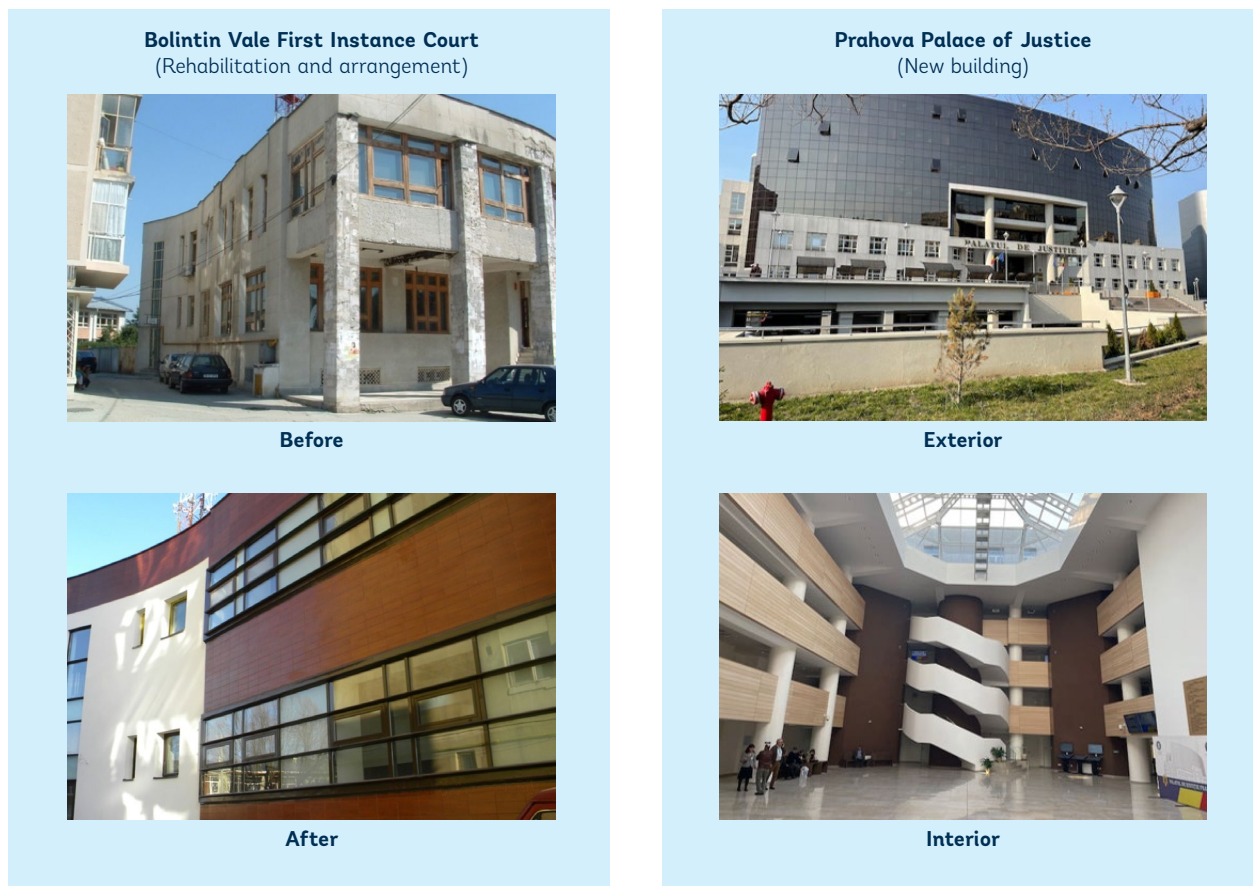 Bolintin Vale First Instance Court
(Rehabilitation and arrangement)
Before
After
Prahova Palace of Justice
(New building)
PALATUL DE JUSTITIE
Exterior
Interior